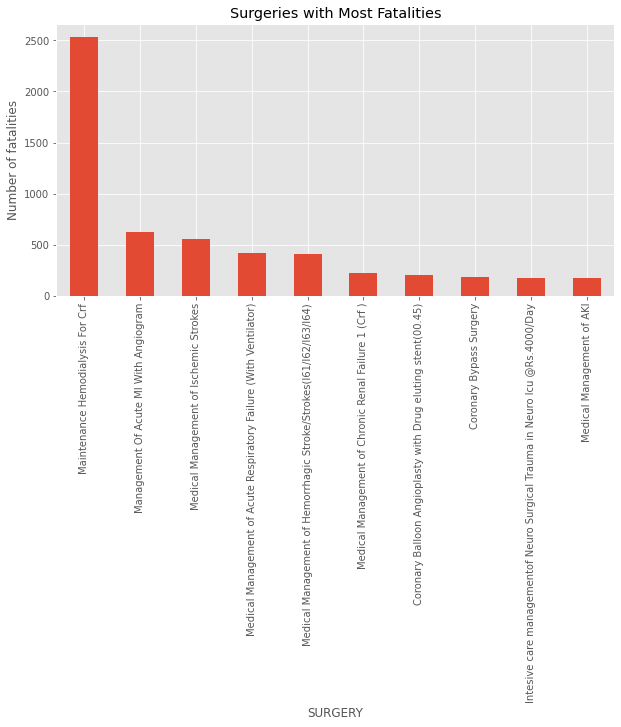 Surgeries with Most Fatalities
Number of fatalities
2500
2000
1500
1000
500
0
Maintenance Hemodialysis For Crf
Management Of Acute MI With Angiogram
Medical Management of Ischemic Strokes
Medical Management of Acute Respiratory Failure (With Ventilator)
Medical Management of Hemorrhagic Stroke/Strokes(I61/I62/I63/I64)
Medical Management of Chronic Renal Failure 1 (Crf )
Coronary Balloon Angioplasty with Drug eluting stent(00.45)
Coronary Bypass Surgery
Intesive care managementof Neuro Surgical Trauma in Neuro Icu @Rs.4000/Day
Medical Management of AKI
SURGERY